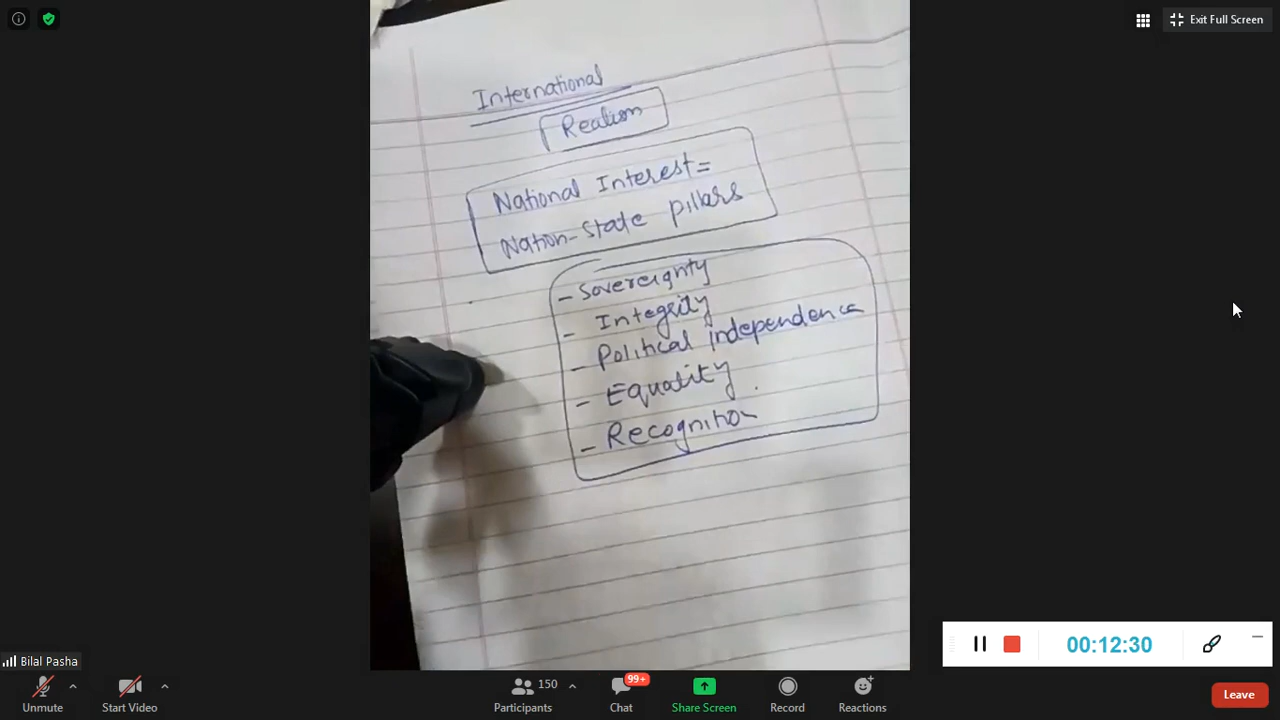 Exit Full Screen
International
Realism
National Interest =
Nation-State pillars
- Sovereignty
- Integrity
- Political independence
- Equality
- Recognition
00:12:30
Bilal Pasha
Unmute
Start Video
150
Participants
99+
Chat
Share Screen
Record
Reactions
Leave